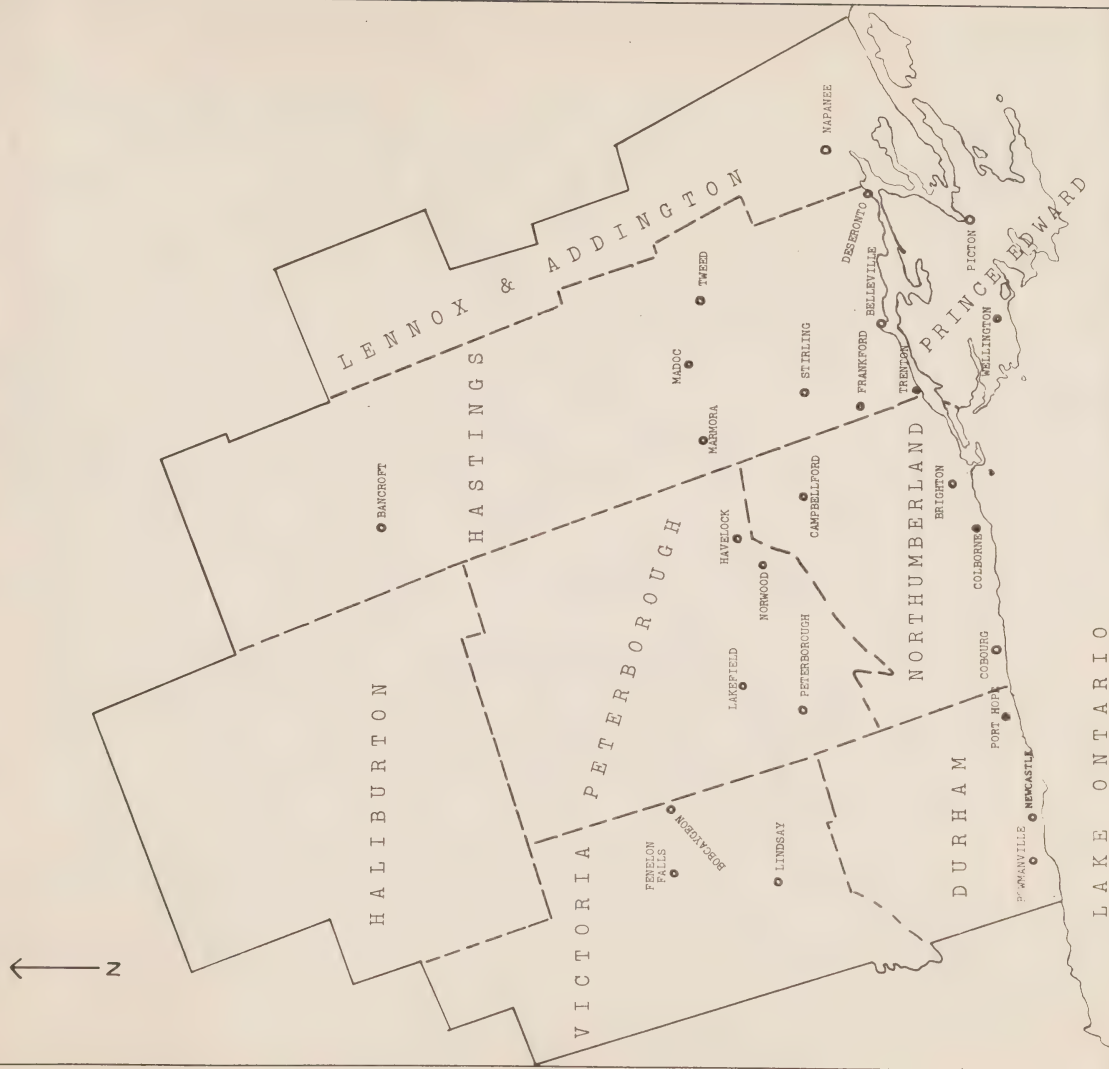 N
HALIBURTON
BANCROFT
LENNOX & ADDINGTON
HASTINGS
VICTORIA
PETERBOROUGH
FENELON
FALLS
BOBCAYGEON
LINDSAY
LAKEFIELD
PETERBOROUGH
HAVELOCK
NORWOOD
CAMPBELLFORD
MARMORA
MADOC
TWEED
STIRLING
FRANKFORD
BELLEVILLE
DESERONTO
NAPANEE
TRENTON
PRINCE EDWARD
PICTON
WELLINGTON
NORTHUMBERLAND
BRIGHTON
COLBORNE
COBOURG
PORT HOPE
DURHAM
NEWCASTLE
BOWMANVILLE
LAKE ONTARIO